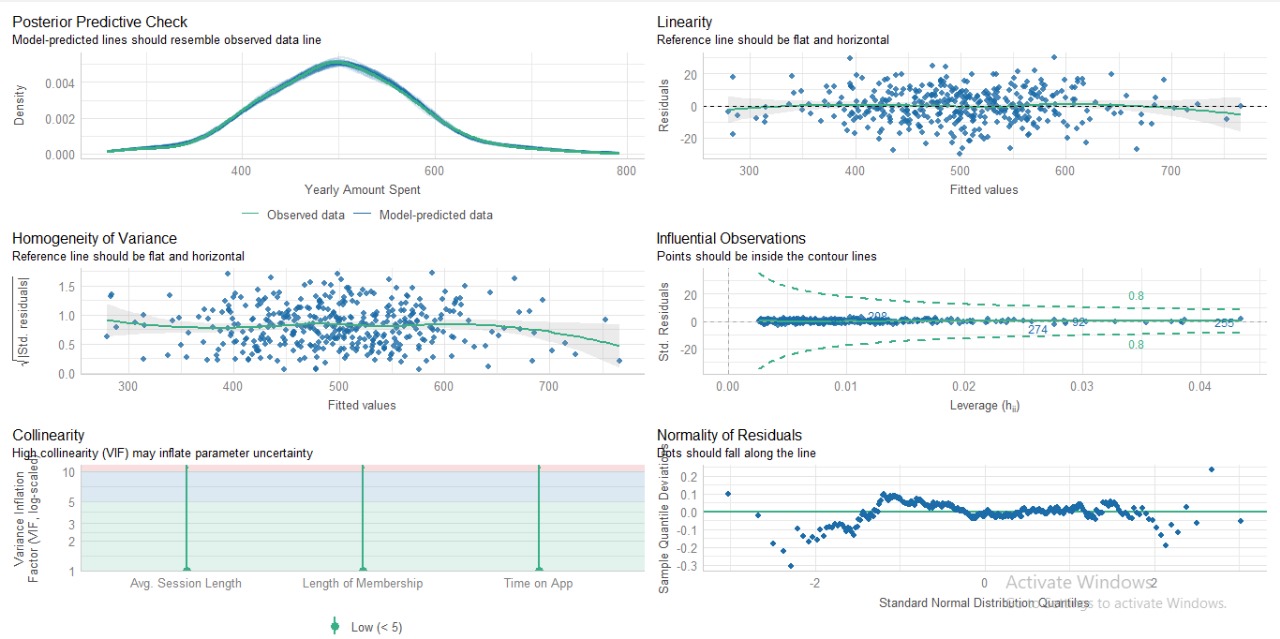 Posterior Predictive Check
Model-predicted lines should resemble observed data line
Density
0.004
0.002
0.000
400
600
800
Yearly Amount Spent
Observed data
Model-predicted data
Linearity
Reference line should be flat and horizontal
Residuals
20
0
-20
300
400
500
600
700
Fitted values
Homogeneity of Variance
Reference line should be flat and horizontal
√|Std. residuals|
1.5
1.0
0.5
0.0
300
400
500
600
700
Fitted values
Influential Observations
Points should be inside the contour lines
Std. Residuals
20
0
-20
0.8
298
274
92
0.8
0.00
0.01
0.02
0.03
0.04
Leverage (hii)
Collinearity
High collinearity (VIF) may inflate parameter uncertainty
Variance Inflation
Factor (VIF, log-scaled)
10
5
3
2
1
Avg. Session Length
Length of Membership
Time on App
Low (< 5)
Normality of Residuals
Dots should fall along the line
Sample Quantile Deviations
0.2
0.1
0.0
-0.1
-0.2
-0.3
-2
0
2
Standard Normal Distribution Quantiles
Activate Windows
Go to Settings to activate Windows.